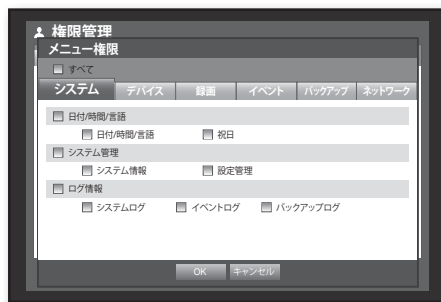 権限管理
メニュー権限
すべて
システム デバイス 録画 イベント バックアップ ネットワーク
日付/時間/言語
日付/時間/言語 祝日
システム管理
システム情報 設定管理
ログ情報
システムログ イベントログ バックアップログ
OK キャンセル